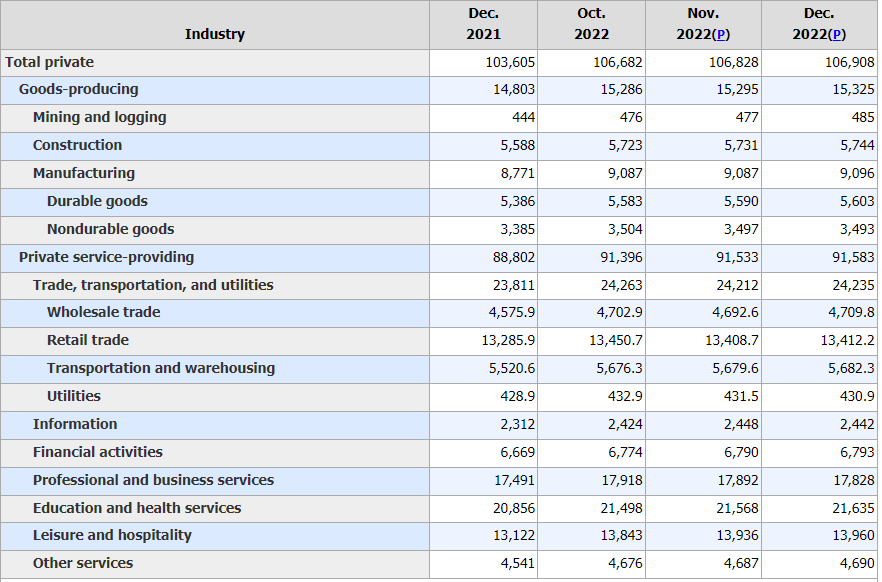 Industry Dec. 2021 Oct. 2022 Nov. 2022(P) Dec. 2022(P)
Total private 103,605 106,682 106,828 106,908
Goods-producing 14,803 15,286 15,295 15,325
Mining and logging 444 476 477 485
Construction 5,588 5,723 5,731 5,744
Manufacturing 8,771 9,087 9,087 9,096
Durable goods 5,386 5,583 5,590 5,603
Nondurable goods 3,385 3,504 3,497 3,493
Private service-providing 88,802 91,396 91,533 91,583
Trade, transportation, and utilities 23,811 24,263 24,212 24,235
Wholesale trade 4,575.9 4,702.9 4,692.6 4,709.8
Retail trade 13,285.9 13,450.7 13,408.7 13,412.2
Transportation and warehousing 5,520.6 5,676.3 5,679.6 5,682.3
Utilities 428.9 432.9 431.5 430.9
Information 2,312 2,424 2,448 2,442
Financial activities 6,669 6,774 6,790 6,793
Professional and business services 17,491 17,918 17,892 17,828
Education and health services 20,856 21,498 21,568 21,635
Leisure and hospitality 13,122 13,843 13,936 13,960
Other services 4,541 4,676 4,687 4,690